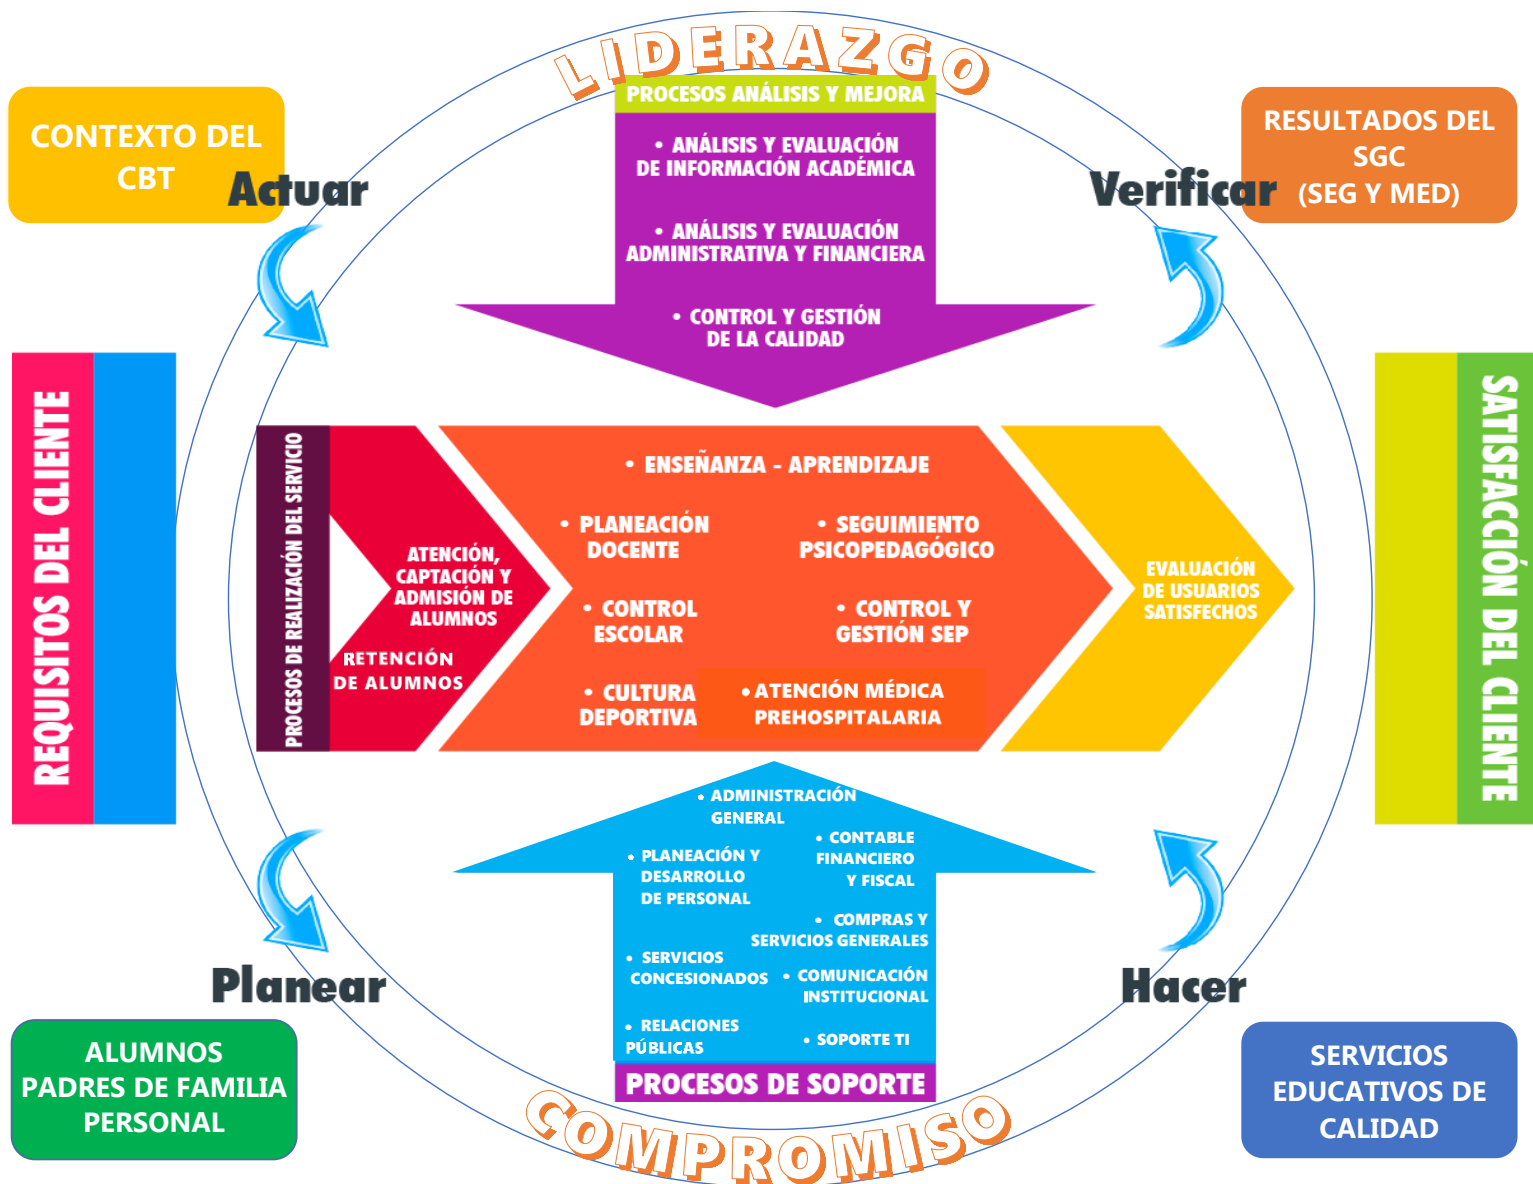 LIDERAZGO
CONTEXTO DEL
CBT
Actuar
PROCESOS ANÁLISIS Y MEJORA
• ANÁLISIS Y EVALUACIÓN
DE INFORMACIÓN ACADÉMICA
• ANÁLISIS Y EVALUACIÓN
ADMINISTRATIVA Y FINANCIERA
• CONTROL Y GESTIÓN
DE LA CALIDAD
RESULTADOS DEL
SGC
(SEG Y MED)
Verificar
REQUISITOS DEL CLIENTE
PROCESOS DE REALIZACIÓN DEL SERVICIO
ATENCIÓN,
CAPTACIÓN Y
ADMISIÓN DE
ALUMNOS
RETENCIÓN
DE ALUMNOS
• ENSEÑANZA - APRENDIZAJE
• PLANEACIÓN
DOCENTE
• SEGUIMIENTO
PSICOPEDAGÓGICO
• CONTROL
ESCOLAR
• CONTROL Y
GESTIÓN SEP
• CULTURA
DEPORTIVA
• ATENCIÓN MÉDICA
PREHOSPITALARIA
EVALUACIÓN
DE USUARIOS
SATISFECHOS
SATISFACCIÓN DEL CLIENTE
• ADMINISTRACIÓN
GENERAL
• CONTABLE
FINANCIERO
Y FISCAL
• PLANEACIÓN Y
DESARROLLO
DE PERSONAL
• COMPRAS Y
SERVICIOS GENERALES
• SERVICIOS
CONCESIONADOS
• COMUNICACIÓN
INSTITUCIONAL
• RELACIONES
PÚBLICAS
• SOPORTE TI
PROCESOS DE SOPORTE
Planear
Hacer
ALUMNOS
PADRES DE FAMILIA
PERSONAL
SERVICIOS
EDUCATIVOS DE
CALIDAD
COMPROMISO